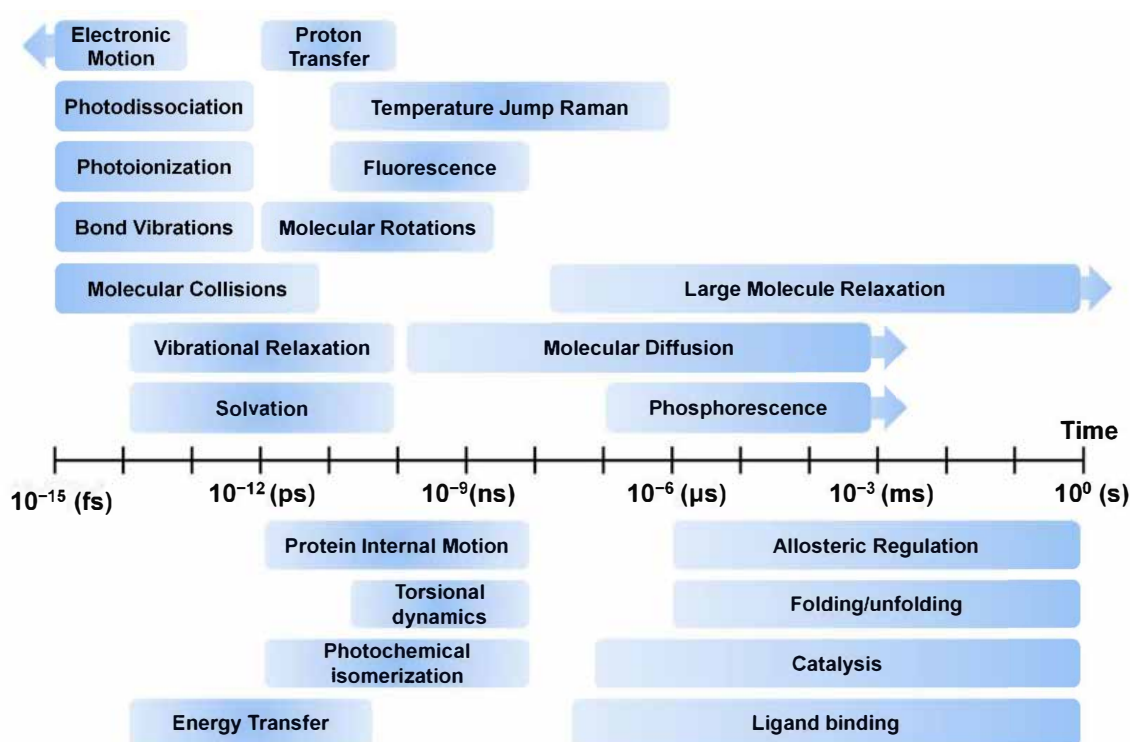 Electronic
Motion
Proton
Transfer
Photodissociation
Temperature Jump Raman
Photoionization
Fluorescence
Bond Vibrations
Molecular Rotations
Molecular Collisions
Large Molecule Relaxation
Vibrational Relaxation
Molecular Diffusion
Solvation
Phosphorescence
Time
10⁻¹⁵ (fs)
10⁻¹² (ps)
10⁻⁹ (ns)
10⁻⁶ (μs)
10⁻³ (ms)
10⁰ (s)
Protein Internal Motion
Allosteric Regulation
Torsional
dynamics
Folding/unfolding
Photochemical
isomerization
Catalysis
Energy Transfer
Ligand binding